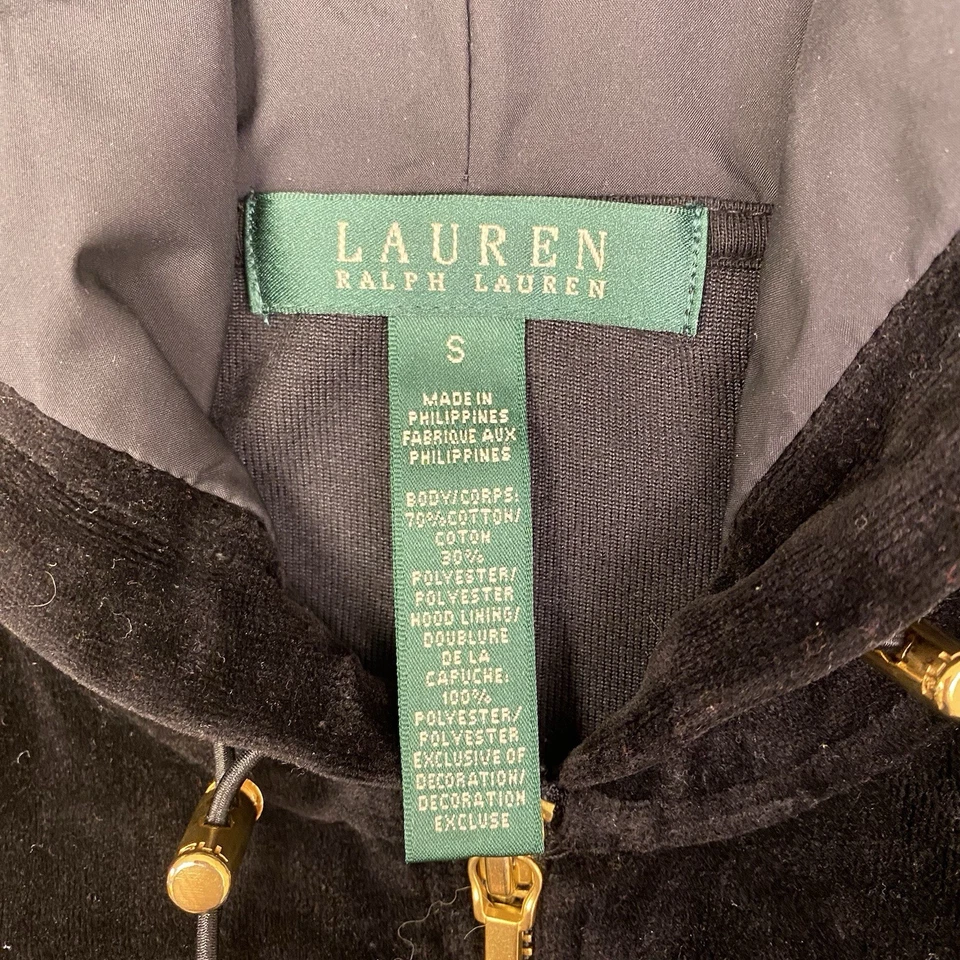 LAUREN
RALPH LAUREN
S
MADE IN
PHILIPPINES
FABRIQUE AUX
PHILIPPINES
BODY/CORPS:
70% COTTON/
COTON
30%
POLYESTER/
POLYESTER
HOOD LINING/
DOUBLURE
DE LA
CAPUCHE:
100%
POLYESTER/
POLYESTER
EXCLUSIVE OF
DECORATION/
DECORATION
EXCLUSE